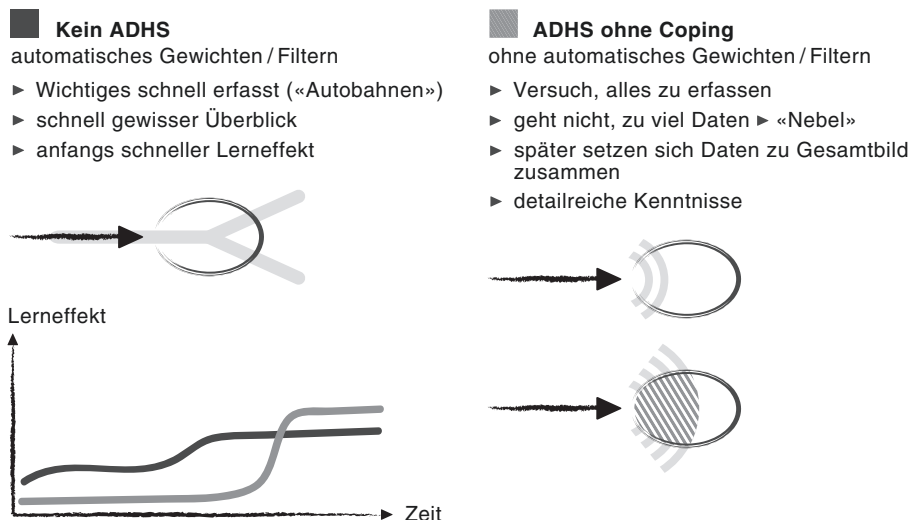 Kein ADHS
automatisches Gewichten / Filtern
► Wichtiges schnell erfasst («Autobahnen»)
► schnell gewisser Überblick
► anfangs schneller Lerneffekt
Lerneffekt
Zeit
ADHS ohne Coping
ohne automatisches Gewichten / Filtern
► Versuch, alles zu erfassen
► geht nicht, zu viel Daten ► «Nebel»
► später setzen sich Daten zu Gesamtbild
zusammen
► detailreiche Kenntnisse